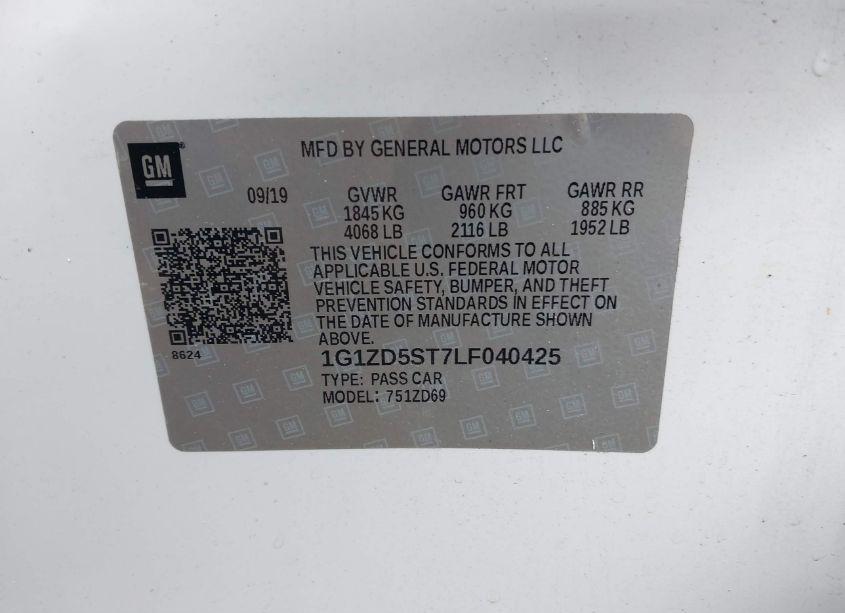 GM
MFD BY GENERAL MOTORS LLC
09/19
GVWR GAWR FRT GAWR RR
1845 KG 960 KG 885 KG
4068 LB 2116 LB 1952 LB
THIS VEHICLE CONFORMS TO ALL
APPLICABLE U.S. FEDERAL MOTOR
VEHICLE SAFETY, BUMPER, AND THEFT
PREVENTION STANDARDS IN EFFECT ON
THE DATE OF MANUFACTURE SHOWN
ABOVE.
8624
1G1ZD5ST7LF040425
TYPE: PASS CAR
MODEL: 751ZD69